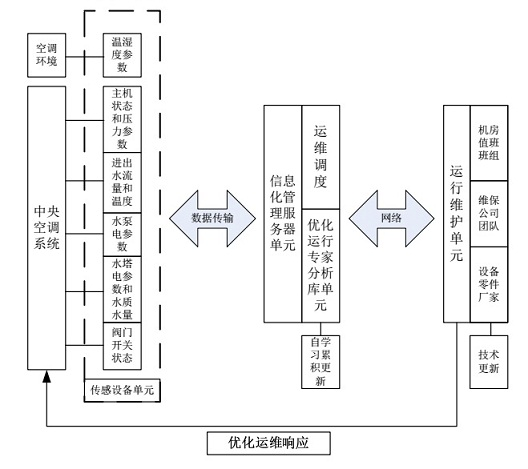 空调
环境
温湿
度参
数
中央
空调
系统
主机
状态
和压
力参
数
进出
水流
量和
温度
水泵
电参
数
水塔
电参
数和
水质
水量
阀门
开关
状态
传感设备单元
数据传输
信息
化管
理服
务器
单元
运
维
调
度
优化
运行
专家
分析
库单
元
自学
习累
积更
新
网络
运
行
维
护
单
元
机房
值班
班组
维保
公司
团队
设备
零件
厂家
技术
更新
优化运维响应